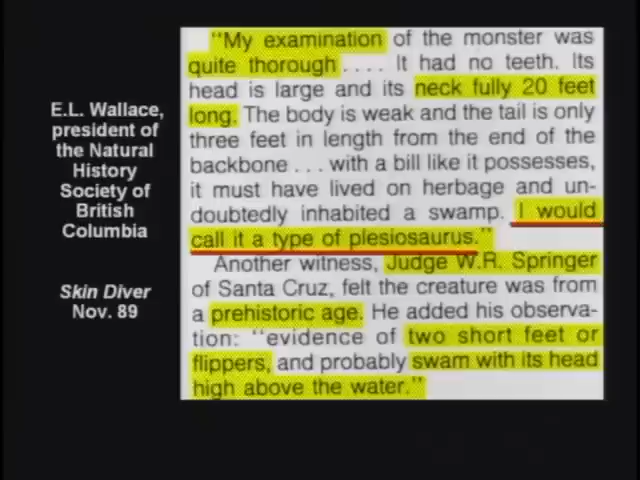 E.L. Wallace,
president of
the Natural
History
Society of
British
Columbia
Skin Diver
Nov. 89
"My examination of the monster was
quite thorough . . . . It had no teeth. Its
head is large and its neck fully 20 feet
long. The body is weak and the tail is only
three feet in length from the end of the
backbone . . . with a bill like it possesses,
it must have lived on herbage and un-
doubtedly inhabited a swamp. I would
call it a type of plesiosaurus."
Another witness, Judge W.R. Springer
of Santa Cruz, felt the creature was from
a prehistoric age. He added his observa-
tion: "evidence of two short feet or
flippers, and probably swam with its head
high above the water."